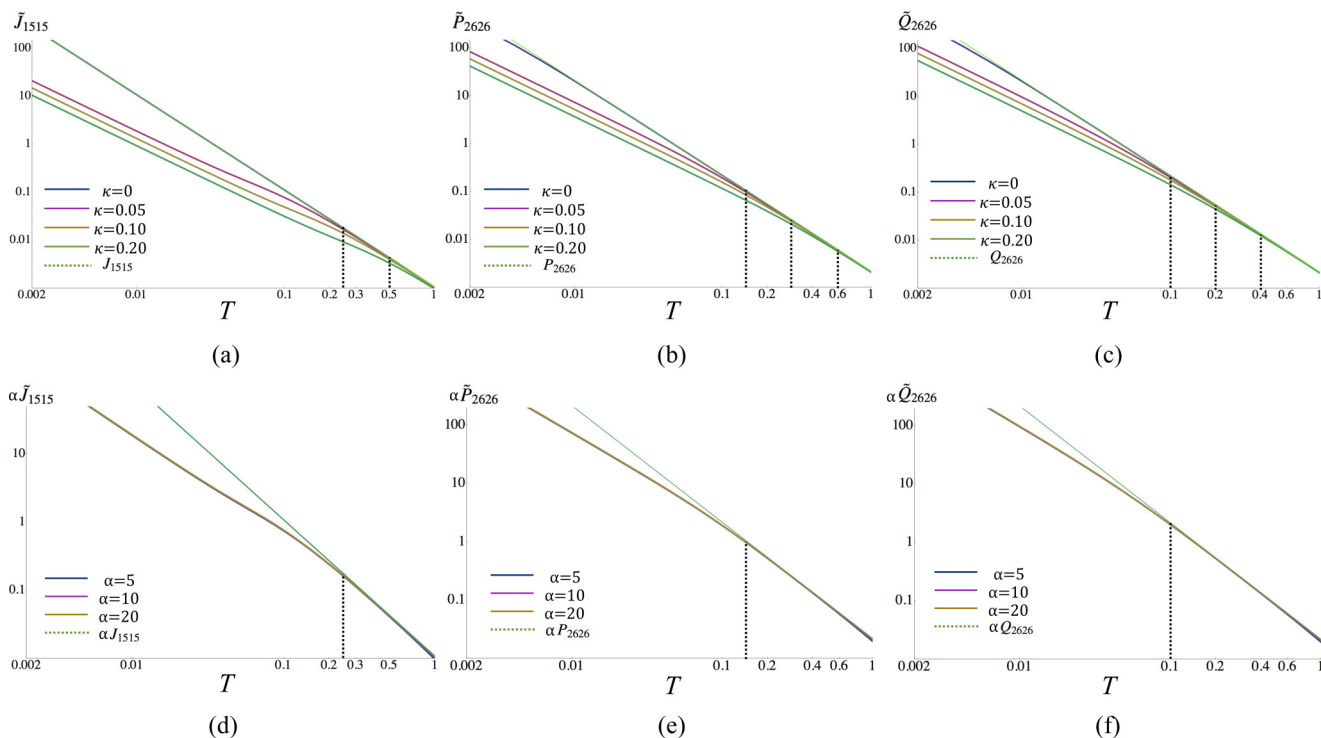 J̃₁₅₁₅
100
10
1
0.1
0.01
κ=0
κ=0.05
κ=0.10
κ=0.20
J₁₅₁₅
0.002 0.01 0.1 0.2 0.3 0.5 1
T
(a)
P̃₂₆₂₆
100
10
1
0.1
0.01
κ=0
κ=0.05
κ=0.10
κ=0.20
P₂₆₂₆
0.002 0.01 0.1 0.2 0.4 0.6 1
T
(b)
Q̃₂₆₂₆
100
10
1
0.1
0.01
κ=0
κ=0.05
κ=0.10
κ=0.20
Q₂₆₂₆
0.002 0.01 0.1 0.2 0.4 0.6 1
T
(c)
αJ̃₁₅₁₅
10
1
0.1
α=5
α=10
α=20
αJ₁₅₁₅
0.002 0.01 0.1 0.2 0.3 0.5 1
T
(d)
αP̃₂₆₂₆
100
10
1
0.1
α=5
α=10
α=20
αP₂₆₂₆
0.002 0.01 0.1 0.2 0.4 0.6 1
T
(e)
αQ̃₂₆₂₆
100
10
1
0.1
α=5
α=10
α=20
αQ₂₆₂₆
0.002 0.01 0.1 0.2 0.4 0.6 1
T
(f)